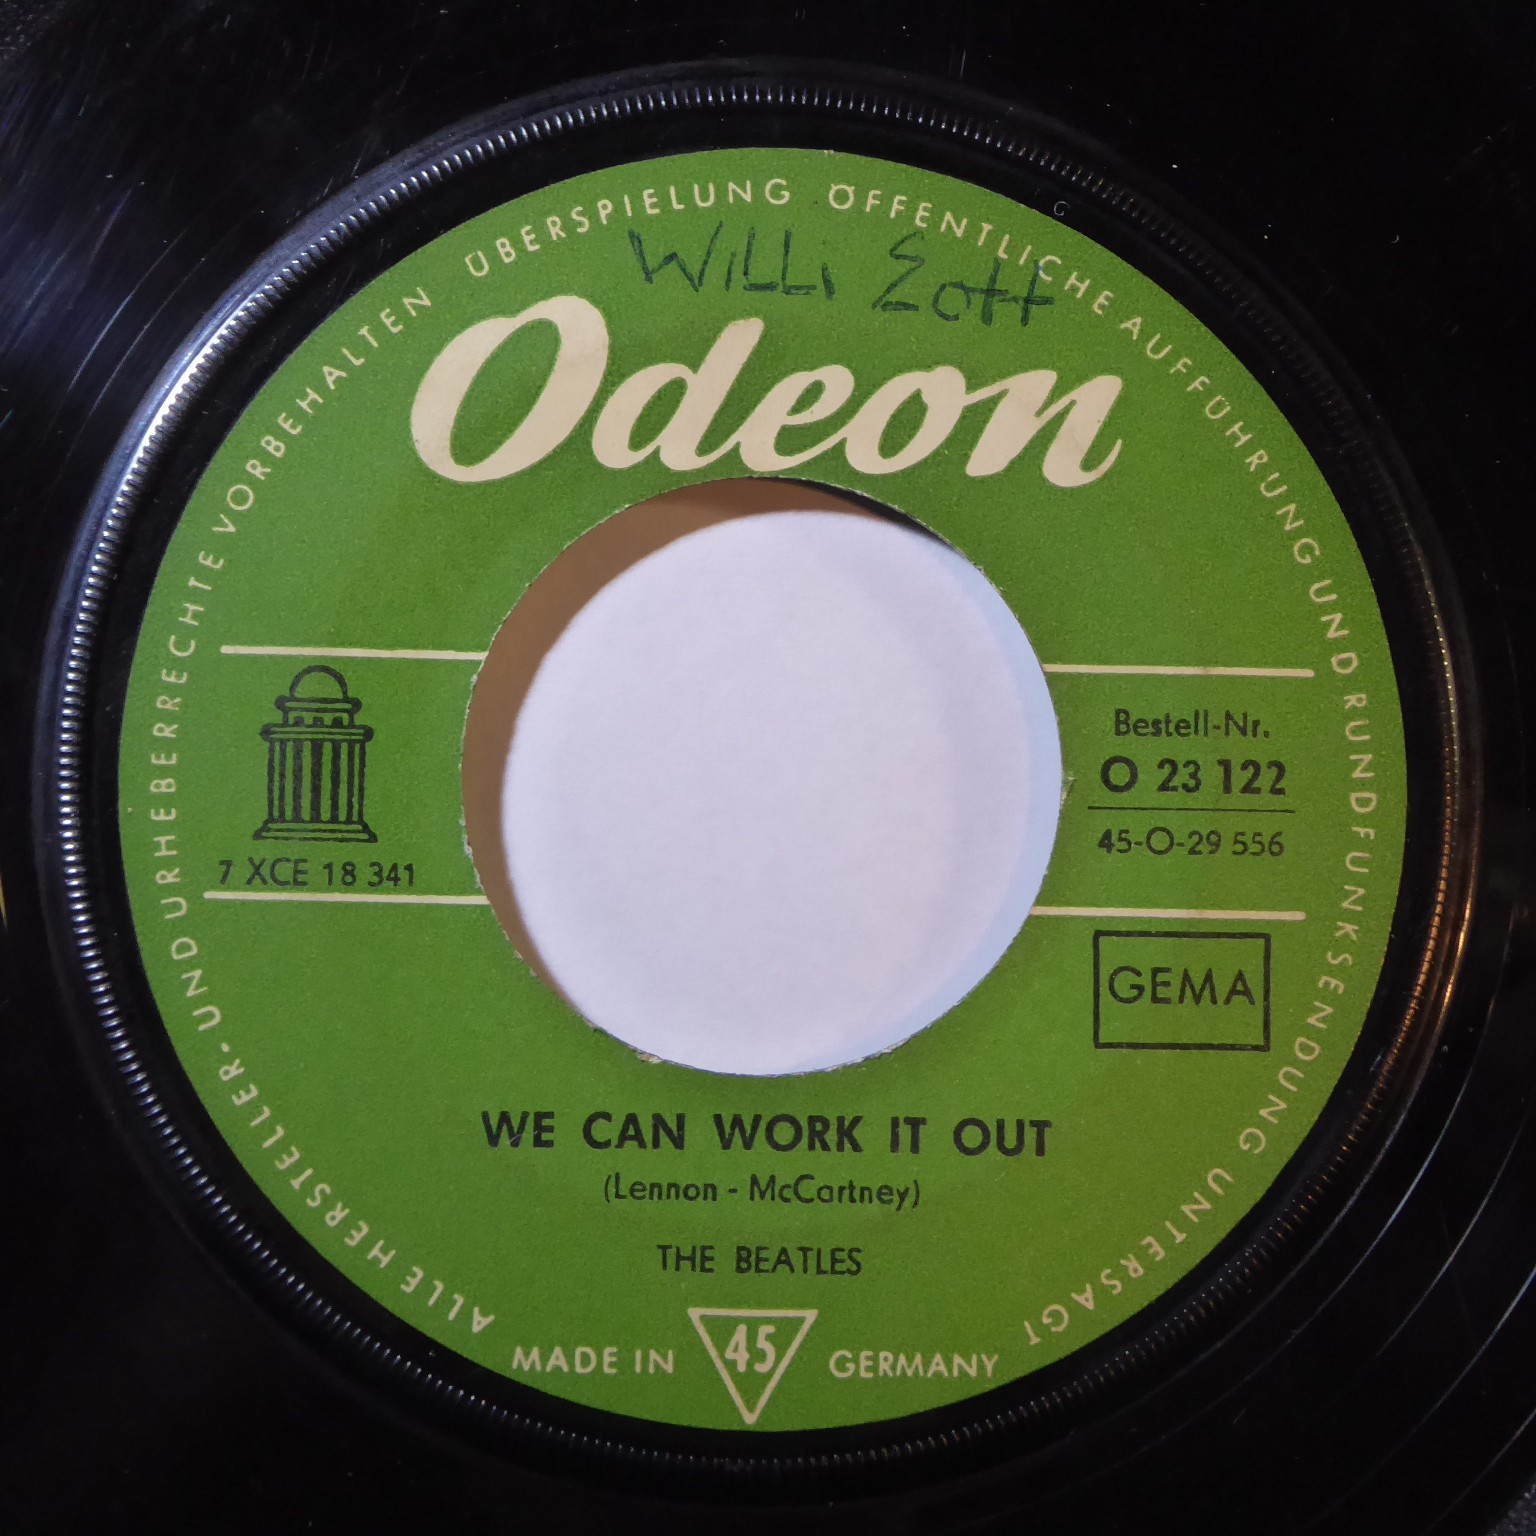 ALLE HERSTELLER- UND URHEBERRECHTE VORBEHALTEN ÜBERSPIELUNG ÖFFENTLICHE AUFFÜHRUNG UND RUNDFUNKSENDUNG UNTERSAGT
WILLi
Odeon
7 XCE 18 341
Bestell-Nr.
O 23 122
45-O-29 556
GEMA
WE CAN WORK IT OUT
(Lennon - McCartney)
THE BEATLES
MADE IN 45 GERMANY